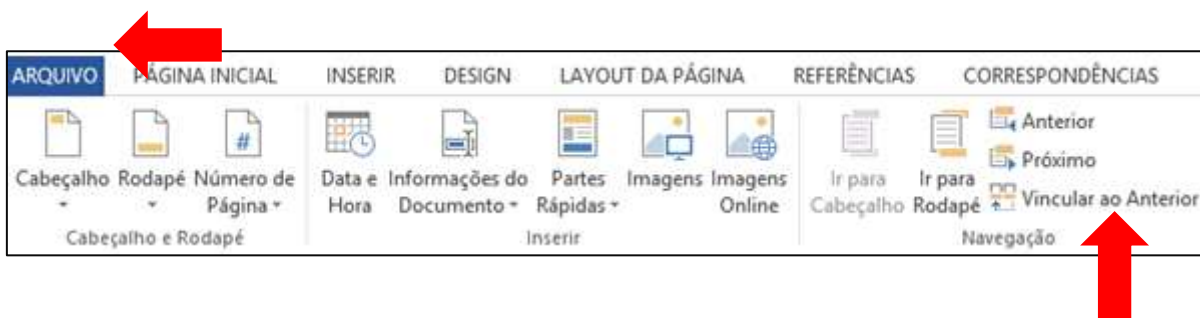 ARQUIVO PÁGINA INICIAL INSERIR DESIGN LAYOUT DA PÁGINA REFERÊNCIAS CORRESPONDÊNCIAS
Cabeçalho Rodapé Número de Página
Data e Hora Informações do Documento Partes Rápidas Imagens Imagens Online
Ir para Cabeçalho Ir para Rodapé
Anterior
Próximo
Vincular ao Anterior
Cabeçalho e Rodapé Inserir Navegação